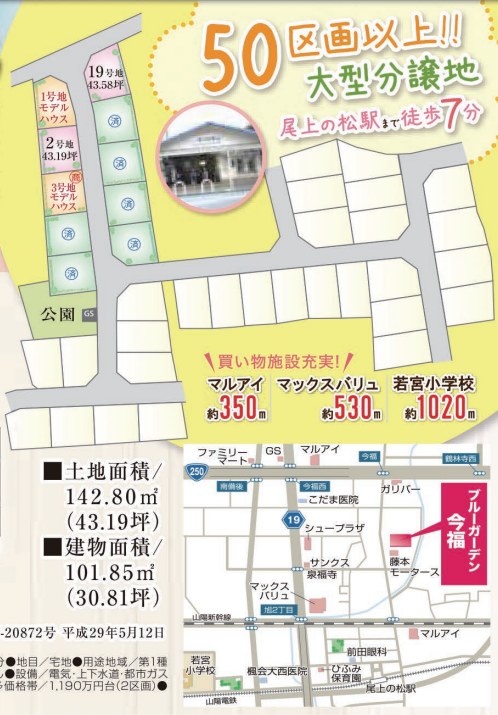 50区画以上!!
大型分譲地
尾上の松駅まで徒歩7分
19号地
43.58坪
1号地
モデル
ハウス
2号地
43.19坪
商
3号地
モデル
ハウス
済
済
済
済
済
済
公園
GS
買い物施設充実!
マルアイ
約350m
マックスバリュ
約530m
若宮小学校
約1020m
■土地面積/
142.80㎡
(43.19坪)
■建物面積/
101.85㎡
(30.81坪)
-20872号 平成29年5月12日
分●地目/宅地●用途地域/第1種
●設備/電気・上下水道・都市ガス
価格帯/1,190万円台(2区画)●
ファミリー
マート
GS
マルアイ
今福
鶴林寺西
250
南備後
今福西
ガリバー
こだま医院
19
シュープラザ
ブルーガーデン
今福
サンクス
泉福寺
藤本
モータース
マックス
バリュ
旭2丁目
山陽新幹線
マルアイ
前田眼科
若宮
小学校
楓会大西医院
ひふみ
保育園
尾上の松駅
山陽電鉄